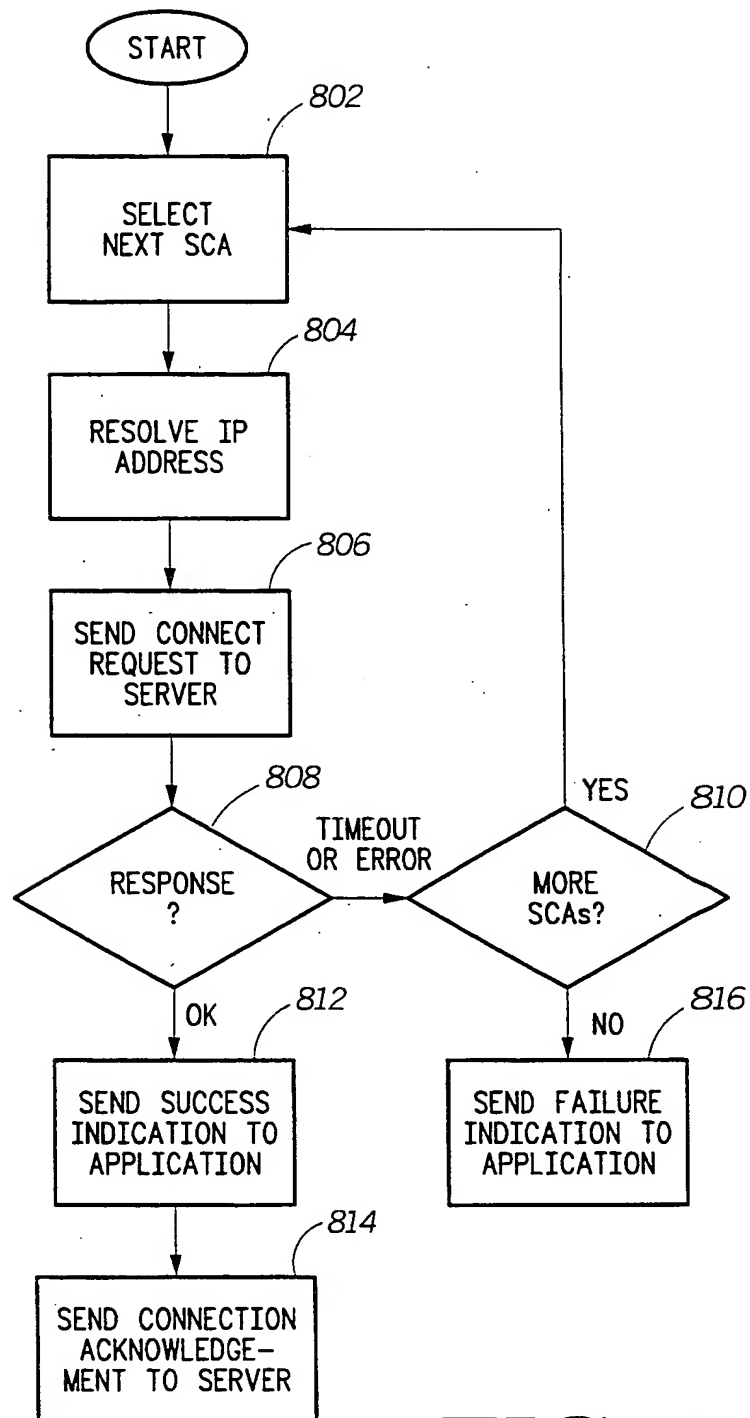 START
802
SELECT
NEXT SCA
804
RESOLVE IP
ADDRESS
806
SEND CONNECT
REQUEST TO
SERVER
808
RESPONSE
?
TIMEOUT
OR ERROR
YES
810
MORE
SCAs?
OK
812
SEND SUCCESS
INDICATION TO
APPLICATION
NO
816
SEND FAILURE
INDICATION TO
APPLICATION
814
SEND CONNECTION
ACKNOWLEDGE-
MENT TO SERVER